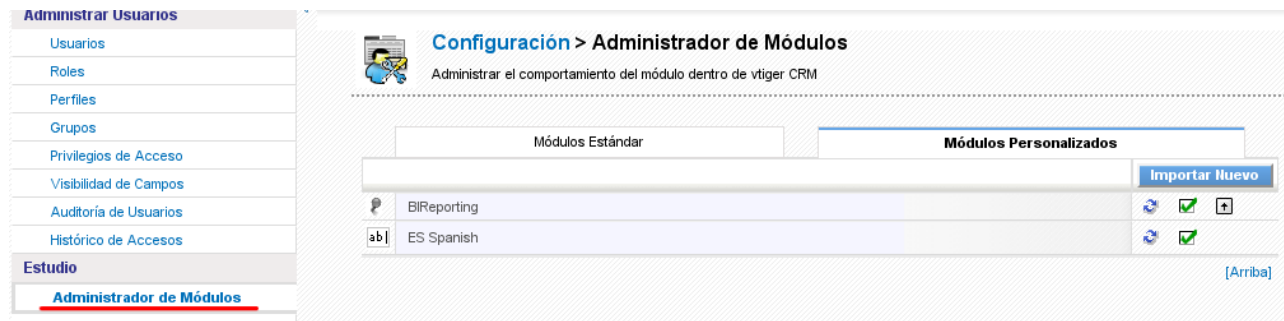 Administrar Usuarios
Usuarios
Roles
Perfiles
Grupos
Privilegios de Acceso
Visibilidad de Campos
Auditoría de Usuarios
Histórico de Accesos
Estudio
Administrador de Módulos
Configuración > Administrador de Módulos
Administrar el comportamiento del módulo dentro de vtiger CRM
Módulos Estándar
Módulos Personalizados
Importar Nuevo
BIReporting
ab| ES Spanish
[Arriba]